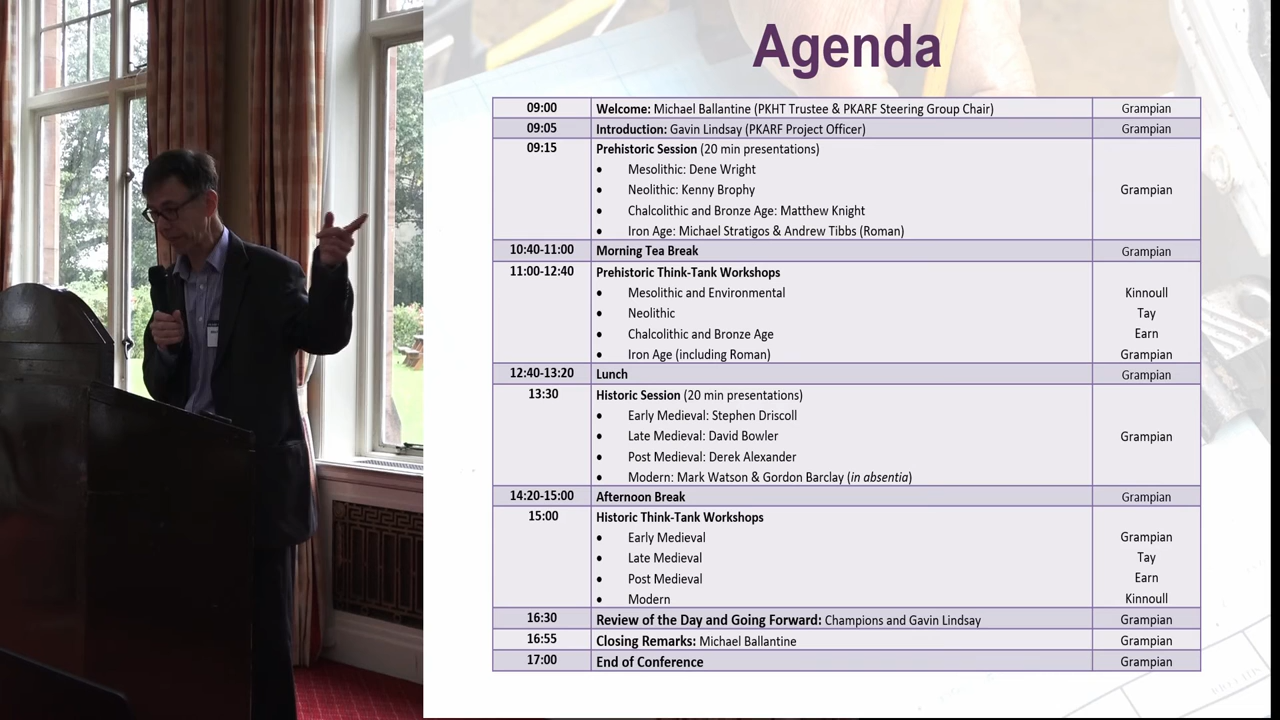 Agenda
09:00 Welcome: Michael Ballantine (PKHT Trustee & PKARF Steering Group Chair) Grampian
09:05 Introduction: Gavin Lindsay (PKARF Project Officer) Grampian
09:15 Prehistoric Session (20 min presentations)
• Mesolithic: Dene Wright
• Neolithic: Kenny Brophy Grampian
• Chalcolithic and Bronze Age: Matthew Knight
• Iron Age: Michael Stratigos & Andrew Tibbs (Roman)
10:40-11:00 Morning Tea Break Grampian
11:00-12:40 Prehistoric Think-Tank Workshops
• Mesolithic and Environmental Kinnoull
• Neolithic Tay
• Chalcolithic and Bronze Age Earn
• Iron Age (including Roman) Grampian
12:40-13:20 Lunch Grampian
13:30 Historic Session (20 min presentations)
• Early Medieval: Stephen Driscoll
• Late Medieval: David Bowler Grampian
• Post Medieval: Derek Alexander
• Modern: Mark Watson & Gordon Barclay (in absentia)
14:20-15:00 Afternoon Break Grampian
15:00 Historic Think-Tank Workshops
• Early Medieval Grampian
• Late Medieval Tay
• Post Medieval Earn
• Modern Kinnoull
16:30 Review of the Day and Going Forward: Champions and Gavin Lindsay Grampian
16:55 Closing Remarks: Michael Ballantine Grampian
17:00 End of Conference Grampian